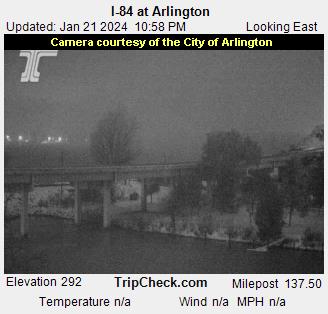 I-84 at Arlington
Updated: Jan 21 2024 10:58 PM Looking East
Camera courtesy of the City of Arlington
Elevation 292 TripCheck.com Milepost 137.50
Temperature n/a Wind n/a MPH n/a